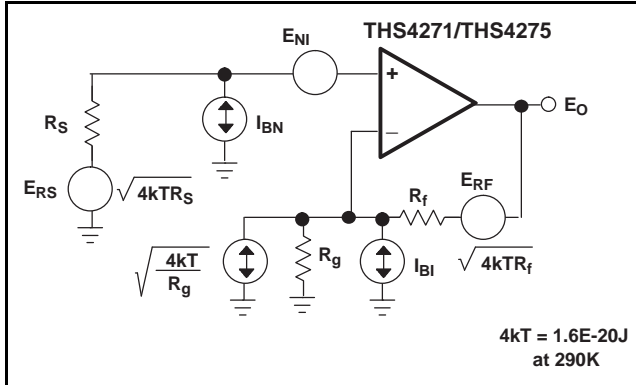 THS4271/THS4275
E_NI
+
_
R_S
I_BN
E_O
E_RS
√4kTR_S
R_f
E_RF
√(4kT/R_g)
R_g
I_BI
√4kTR_f
4kT = 1.6E-20J
at 290K